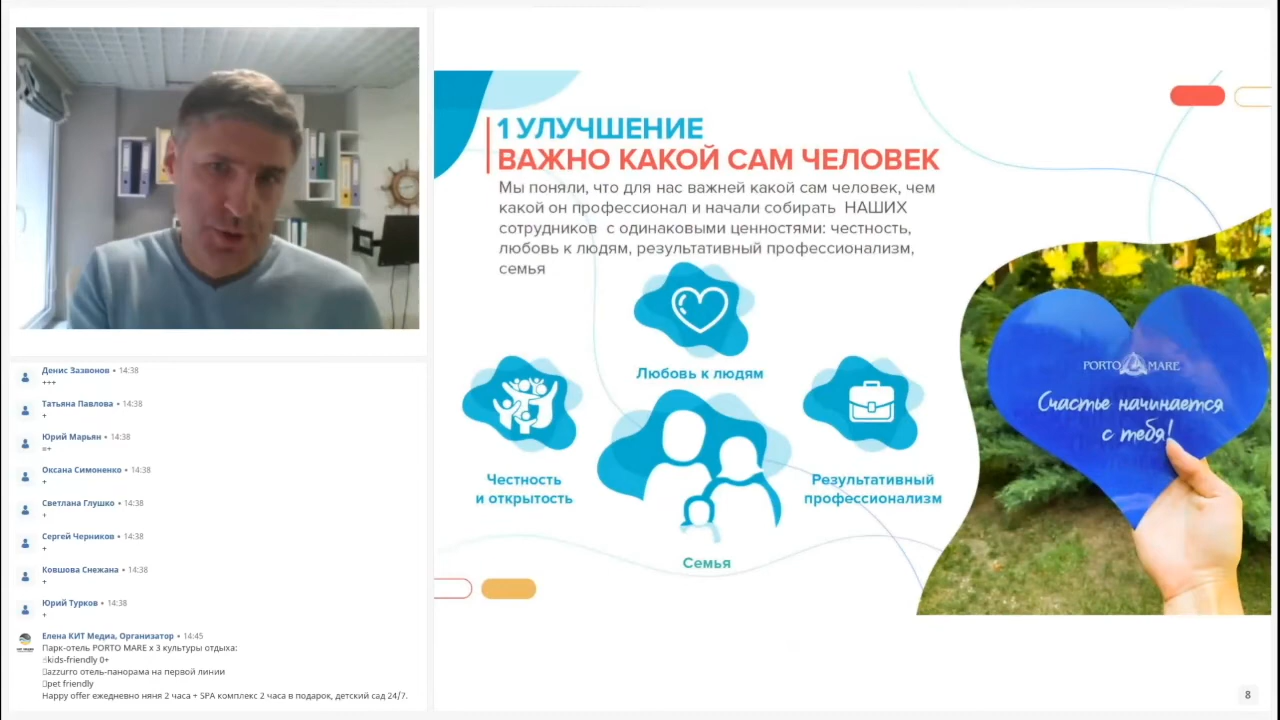 1 УЛУЧШЕНИЕ
ВАЖНО КАКОЙ САМ ЧЕЛОВЕК
Мы поняли, что для нас важней какой сам человек, чем
какой он профессионал и начали собирать НАШИХ
сотрудников с одинаковыми ценностями: честность,
любовь к людям, результативный профессионализм,
семья
Любовь к людям
Честность
и открытость
Результативный
профессионализм
Семья
PORTO MARE
Счастье начинается
с тебя!
8
Денис Зазвонов • 14:38
+++
Татьяна Павлова • 14:38
+
Юрий Марьян • 14:38
=+
Оксана Симоненко • 14:38
+
Светлана Глушко • 14:38
+
Сергей Черников • 14:38
+
Ковшова Снежана • 14:38
+
Юрий Турков • 14:38
+
Елена КИТ Медиа, Организатор • 14:45
Парк-отель PORTO MARE х 3 культуры отдыха:
kids-friendly 0+
azzurro отель-панорама на первой линии
pet friendly
Happy offer ежедневно няня 2 часа + SPA комплекс 2 часа в подарок, детский сад 24/7.